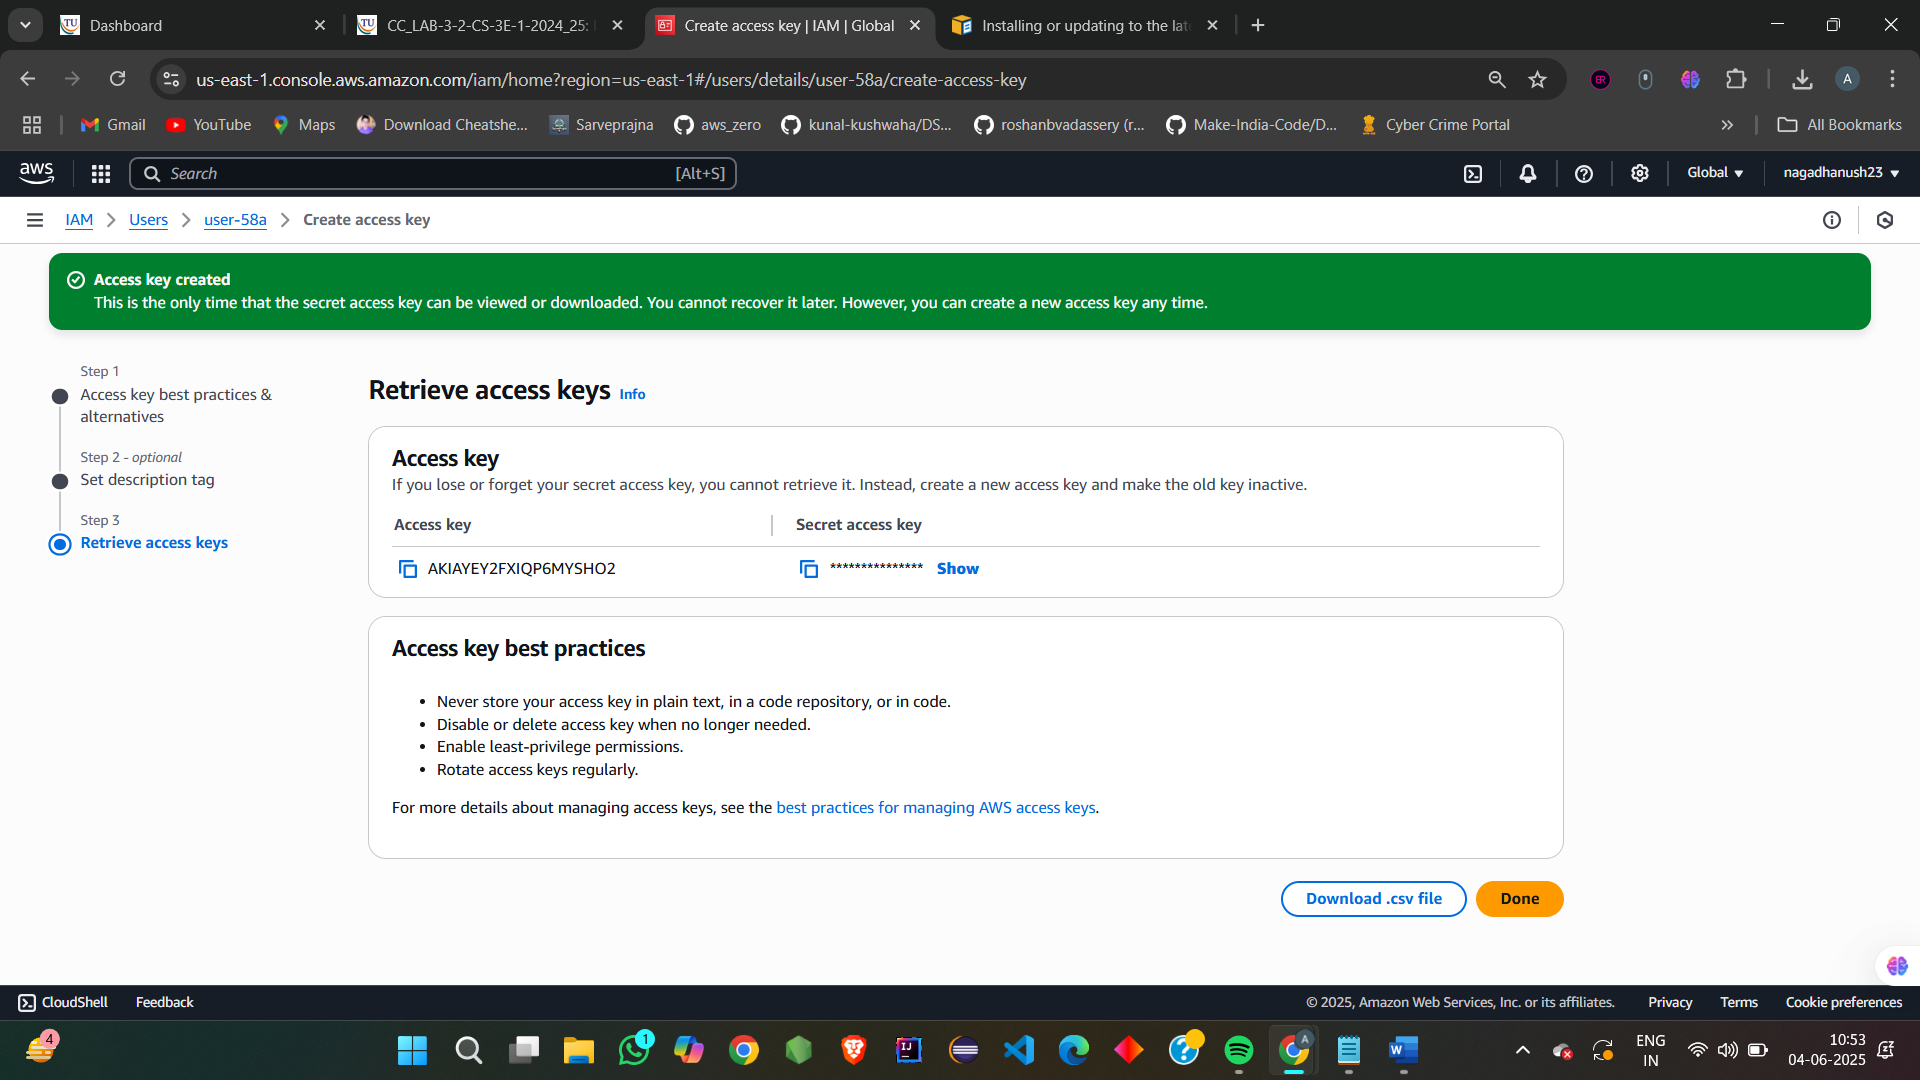 Dashboard
CC_LAB-3-2-CS-3E-1-2024_25:
Create access key | IAM | Global
Installing or updating to the late
us-east-1.console.aws.amazon.com/iam/home?region=us-east-1#/users/details/user-58a/create-access-key
A
Gmail
YouTube
Maps
Download Cheatshe...
Sarveprajna
aws_zero
kunal-kushwaha/DS...
roshanbvadassery (r...
Make-India-Code/D...
Cyber Crime Portal
All Bookmarks
aws
Search
[Alt+S]
Global
nagadhanush23
IAM
Users
user-58a
Create access key
Access key created
This is the only time that the secret access key can be viewed or downloaded. You cannot recover it later. However, you can create a new access key any time.
Step 1
Access key best practices &
alternatives
Step 2 - optional
Set description tag
Step 3
Retrieve access keys
Retrieve access keys Info
Access key
If you lose or forget your secret access key, you cannot retrieve it. Instead, create a new access key and make the old key inactive.
Access key
Secret access key
AKIAYEY2FXIQP6MYSHO2
*************** Show
Access key best practices
• Never store your access key in plain text, in a code repository, or in code.
• Disable or delete access key when no longer needed.
• Enable least-privilege permissions.
• Rotate access keys regularly.
For more details about managing access keys, see the best practices for managing AWS access keys.
Download .csv file
Done
CloudShell
Feedback
© 2025, Amazon Web Services, Inc. or its affiliates.
Privacy
Terms
Cookie preferences
4
1
ENG
IN
10:53
04-06-2025